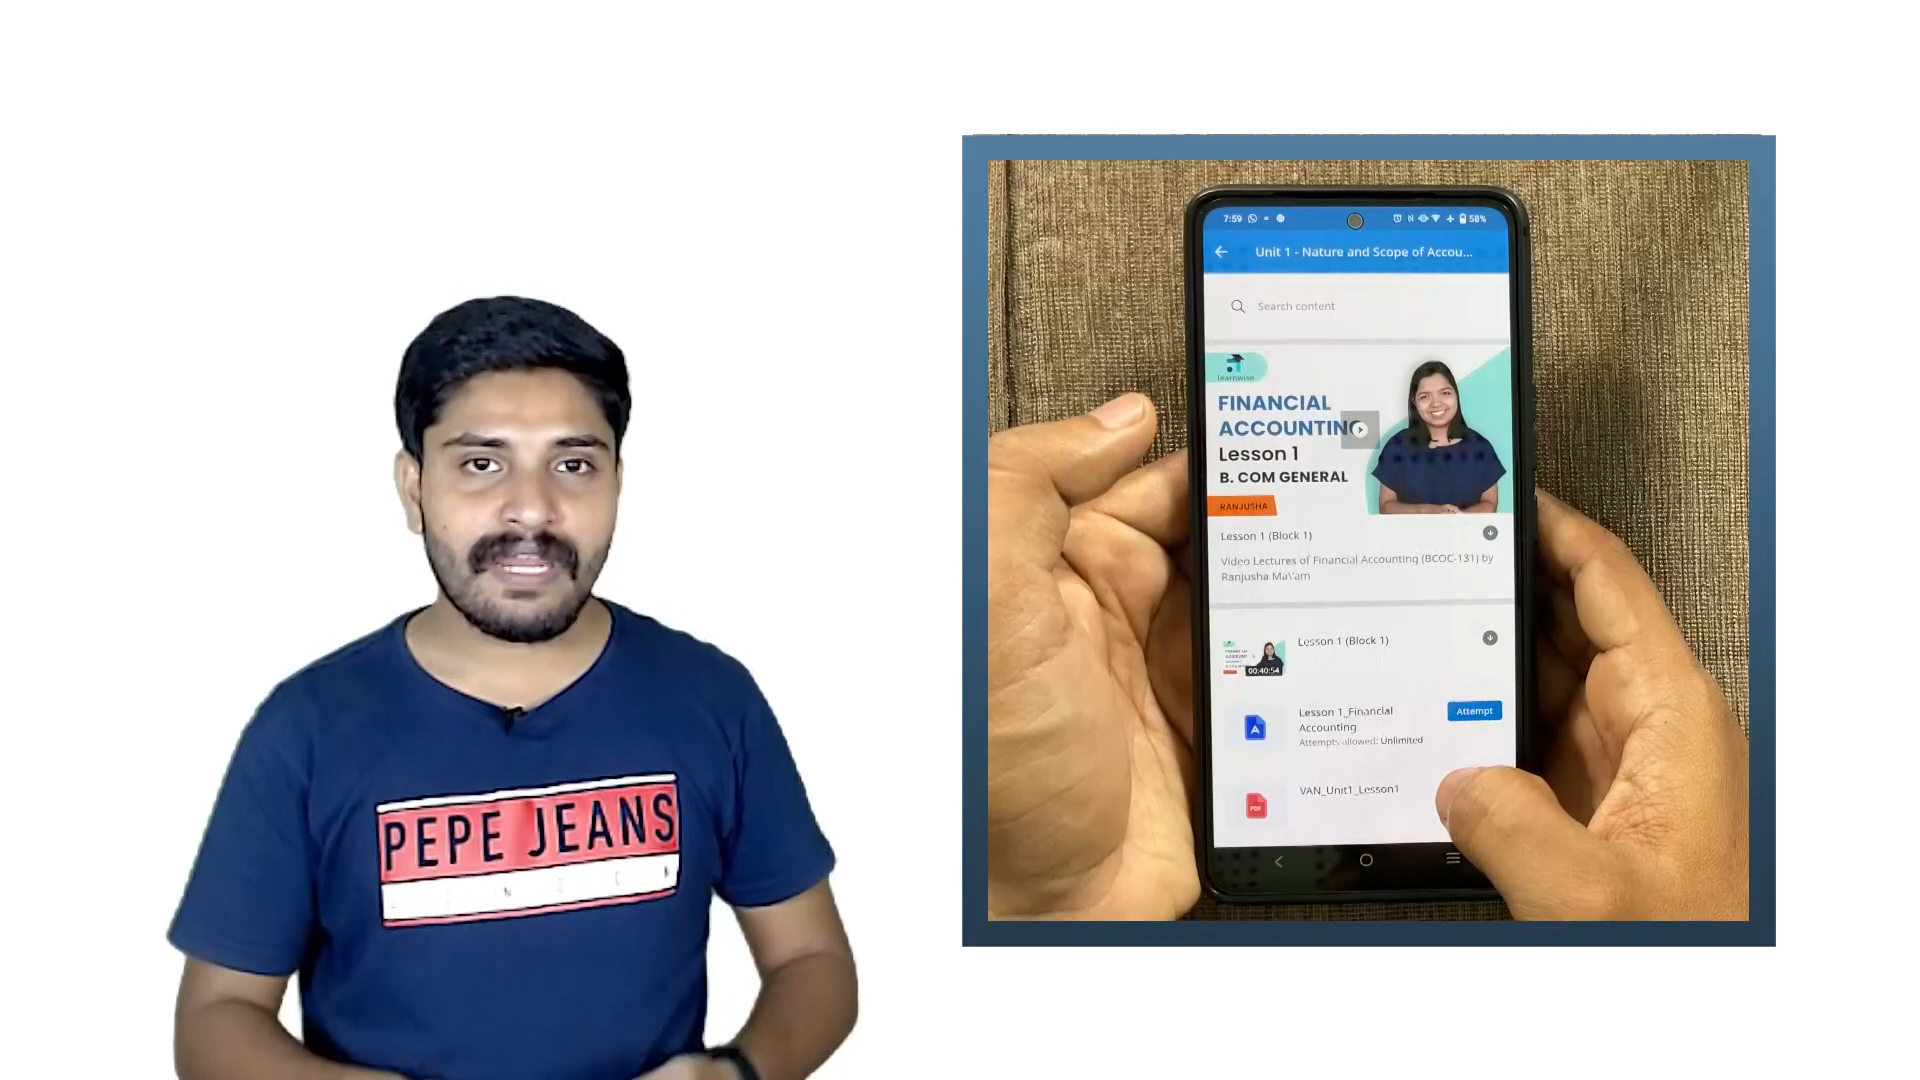 PEPE JEANS
7:59
58%
Unit 1 - Nature and Scope of Accou...
Search content
learnwise
FINANCIAL
ACCOUNTING
Lesson 1
B. COM GENERAL
RANJUSHA
Lesson 1 (Block 1)
Video Lectures of Financial Accounting (BCOC-131) by
Ranjusha Ma\'am
Lesson 1 (Block 1)
00:40:54
Lesson 1_Financial
Accounting
Attempt
Attempts allowed: Unlimited
VAN_Unit1_Lesson1
PDF